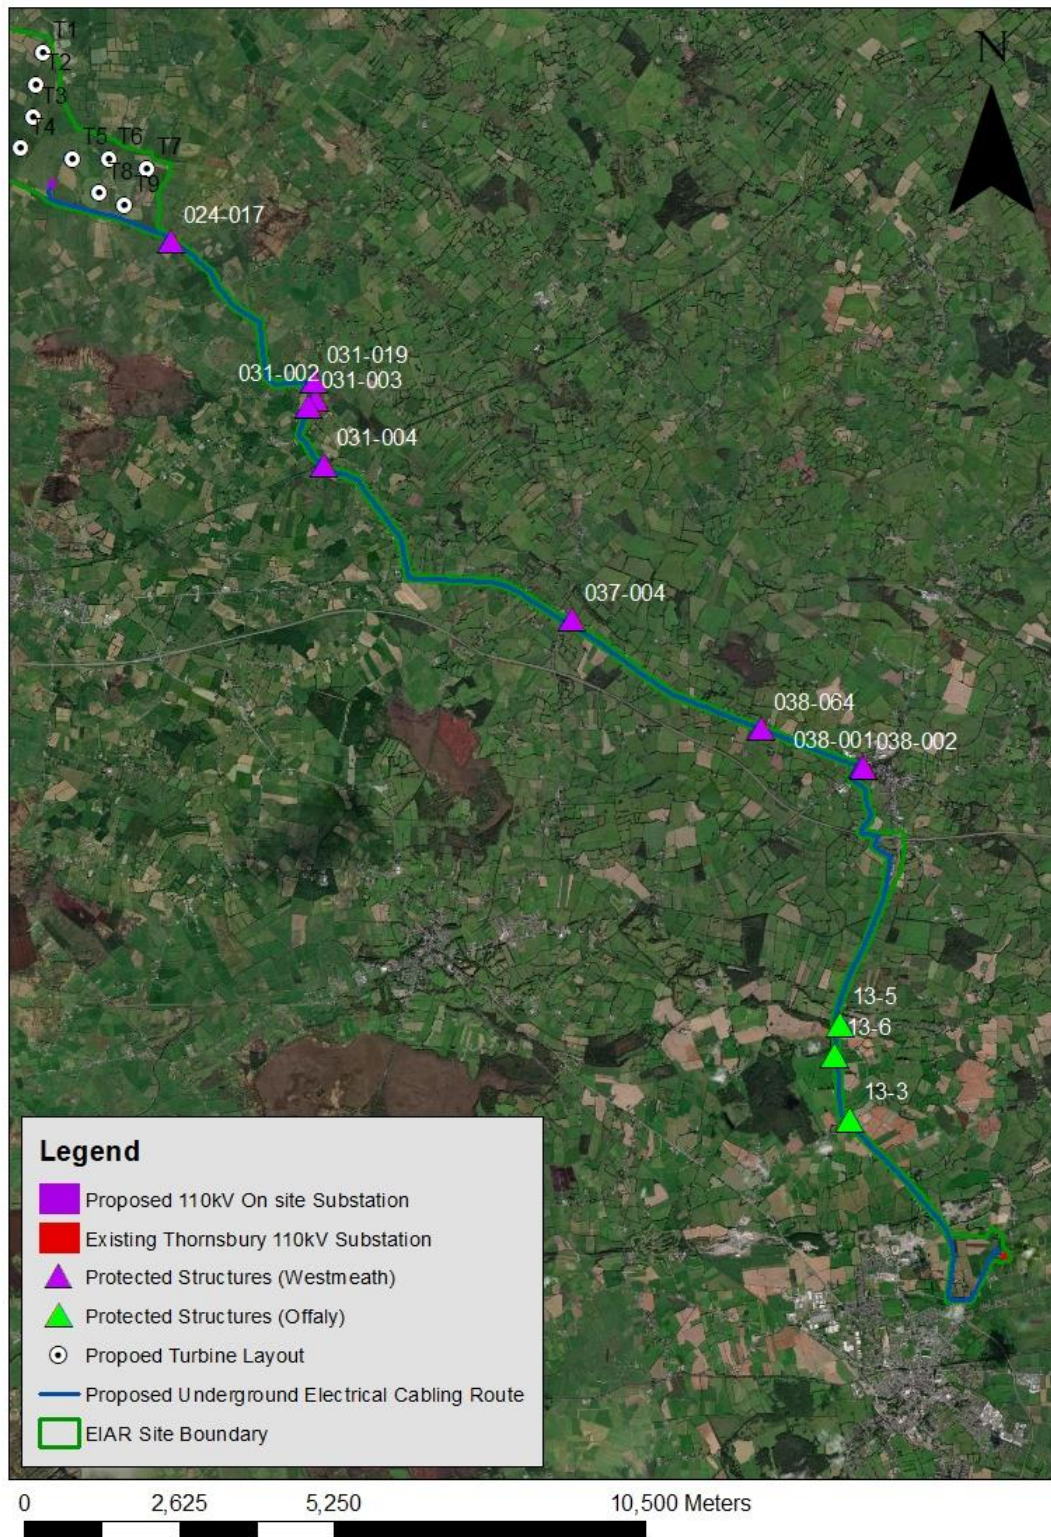 T1
N
T2
T3
T4
T5
T6
T7
T8
T9
024-017
031-019
031-002
031-003
031-004
037-004
038-064
038-001
038-002
13-5
13-6
13-3
Legend
Proposed 110kV On site Substation
Existing Thornsbury 110kV Substation
Protected Structures (Westmeath)
Protected Structures (Offaly)
Propoed Turbine Layout
Proposed Underground Electrical Cabling Route
EIAR Site Boundary
0 2,625 5,250 10,500 Meters